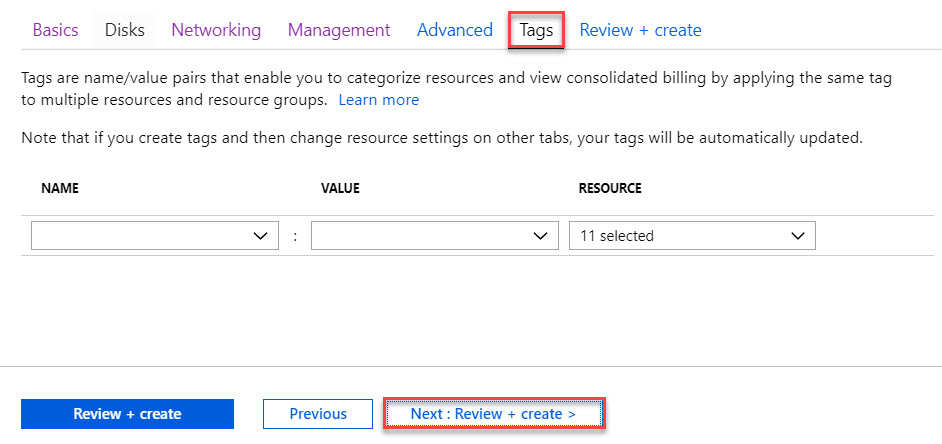 Basics Disks Networking Management Advanced Tags Review + create
Tags are name/value pairs that enable you to categorize resources and view consolidated billing by applying the same tag
to multiple resources and resource groups. Learn more
Note that if you create tags and then change resource settings on other tabs, your tags will be automatically updated.
NAME VALUE RESOURCE
: 11 selected
Review + create Previous Next : Review + create >